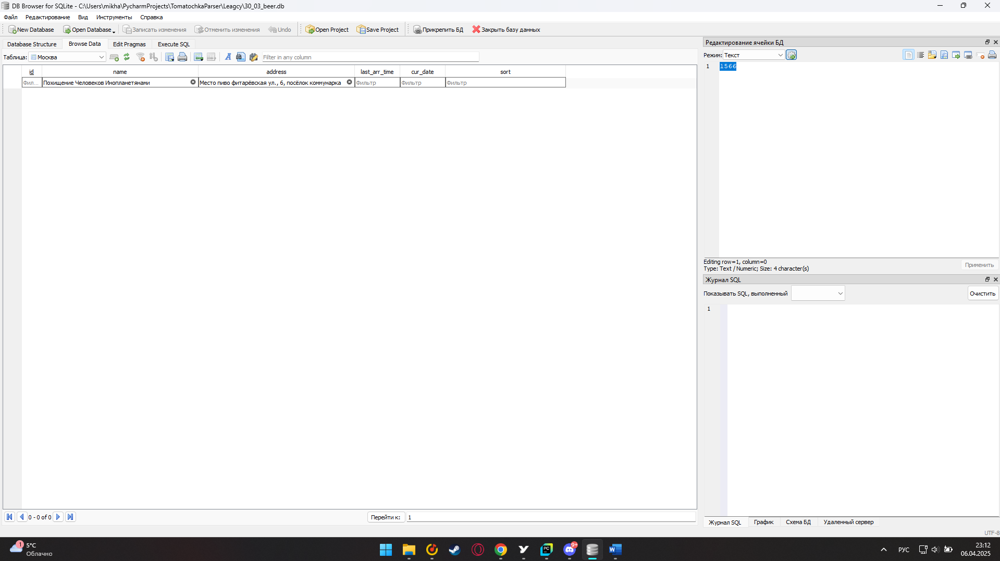 DB Browser for SQLite - C:\Users\mikha\PycharmProjects\TomatochkaParser\Leagcy\30_03_beer.db
Файл Редактирование Вид Инструменты Справка
New Database Open Database Записать изменения Отменить изменения Undo Open Project Save Project Прикрепить БД Закрыть базу данных
Database Structure Browse Data Edit Pragmas Execute SQL
Таблица: Москва Filter in any column
id name address last_arr_time cur_date sort
Фил... Похищение Человеков Инопланетянами Место пиво фитарёвская ул., 6, посёлок коммунарка Фильтр Фильтр Фильтр
0 - 0 of 0 Перейти к: 1
Редактирование ячейки БД
Режим: Текст
1 1566
Editing row=1, column=0
Type: Text / Numeric; Size: 4 character(s)
Применить
Журнал SQL
Показывать SQL, выполненный Очистить
1
Журнал SQL График Схема БД Удаленный сервер
UTF-8
1 5°C
Облачно
PC 9+ W
РУС
23:12
06.04.2025